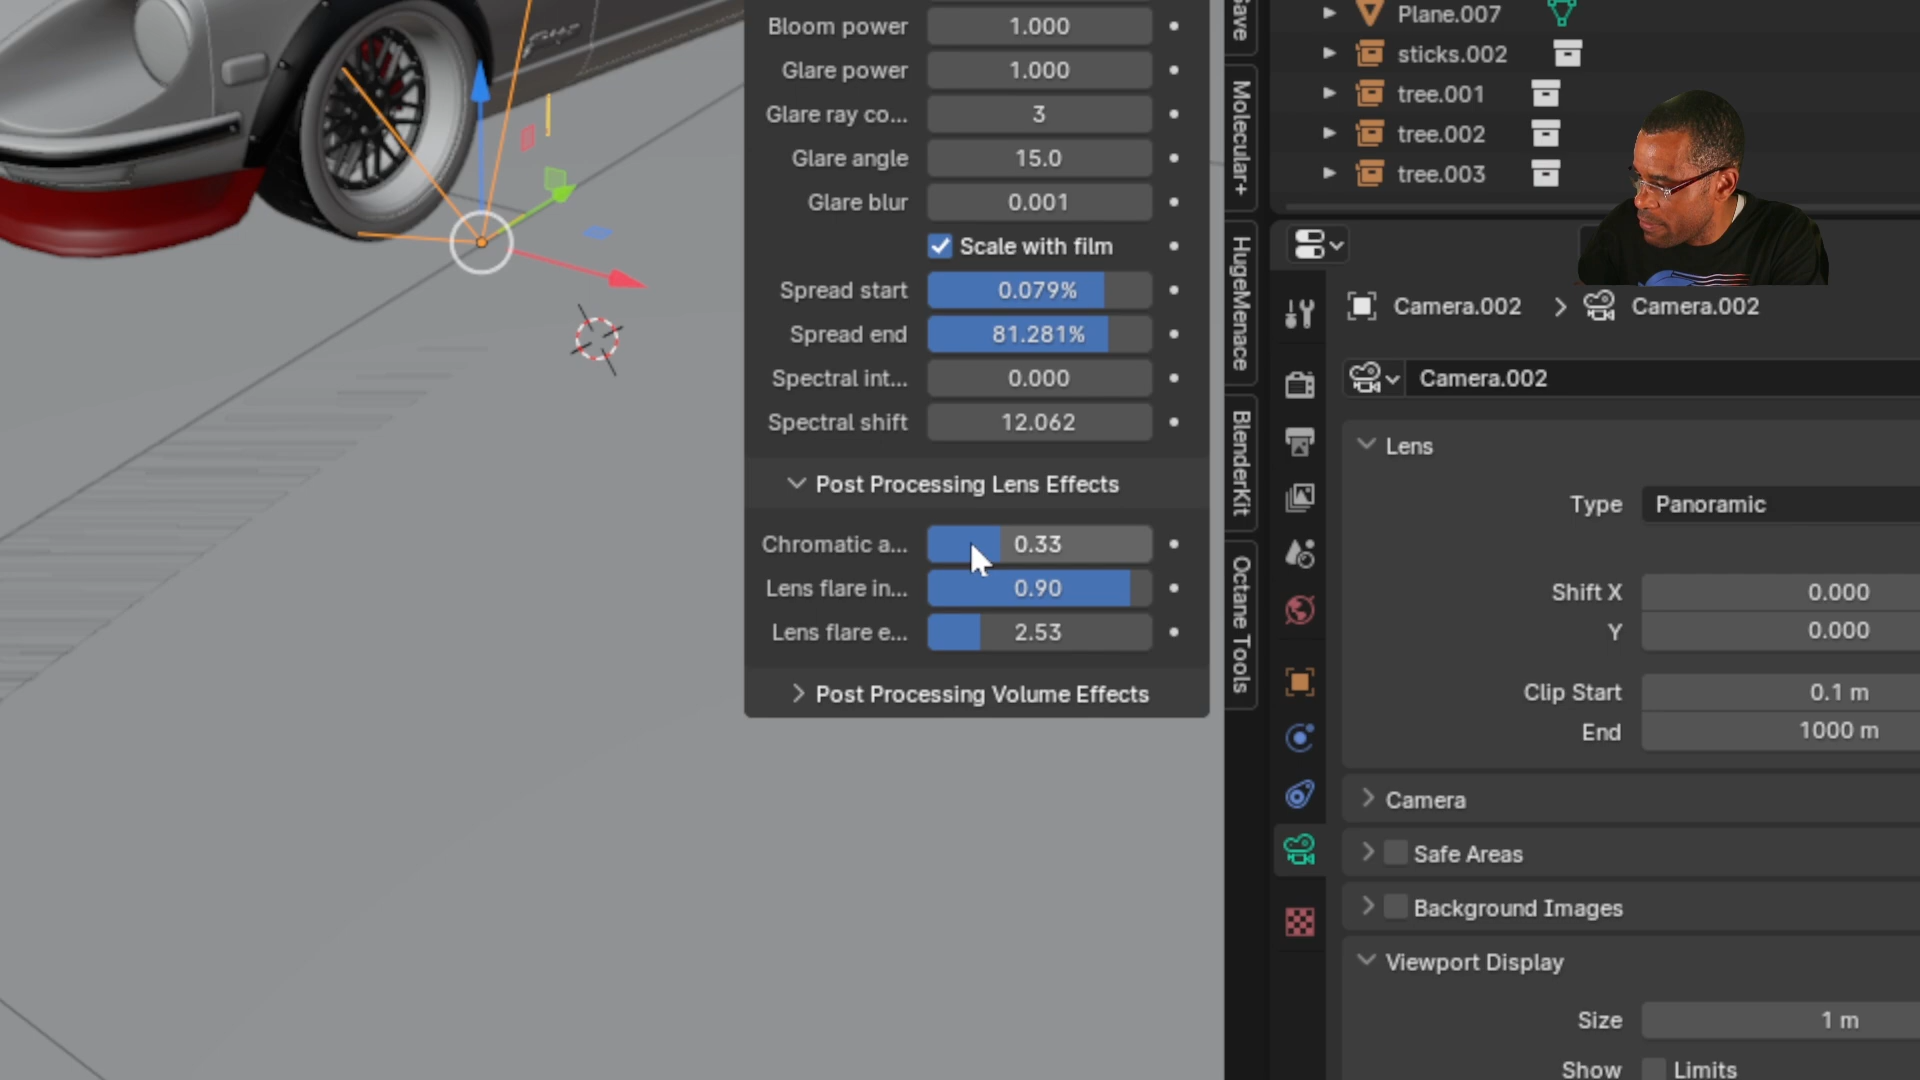 Bloom power 1.000
Glare power 1.000
Glare ray co... 3
Glare angle 15.0
Glare blur 0.001
Scale with film
Spread start 0.079%
Spread end 81.281%
Spectral int... 0.000
Spectral shift 12.062
Post Processing Lens Effects
Chromatic a... 0.33
Lens flare in... 0.90
Lens flare e... 2.53
Post Processing Volume Effects
Save
Molecular+
HugeMenace
BlenderKit
Octane Tools
Plane.007
sticks.002
tree.001
tree.002
tree.003
Camera.002 > Camera.002
Camera.002
Lens
Type Panoramic
Shift X 0.000
Y 0.000
Clip Start 0.1 m
End 1000 m
Camera
Safe Areas
Background Images
Viewport Display
Size 1 m
Show Limits